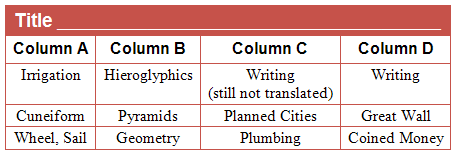 Title
Column A Column B Column C Column D
Irrigation Hieroglyphics Writing Writing
(still not translated)
Cuneiform Pyramids Planned Cities Great Wall
Wheel, Sail Geometry Plumbing Coined Money